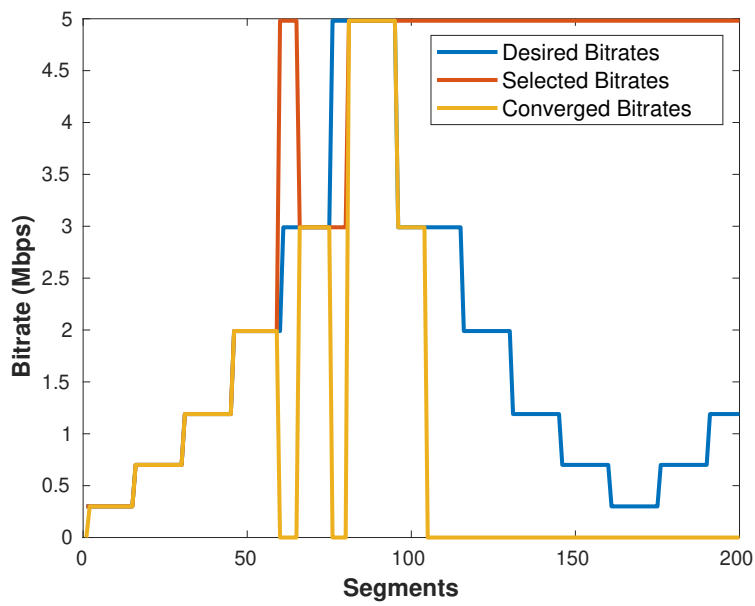 5
4.5
4
3.5
3
2.5
2
1.5
1
0.5
0
Bitrate (Mbps)
Desired Bitrates
Selected Bitrates
Converged Bitrates
0 50 100 150 200
Segments